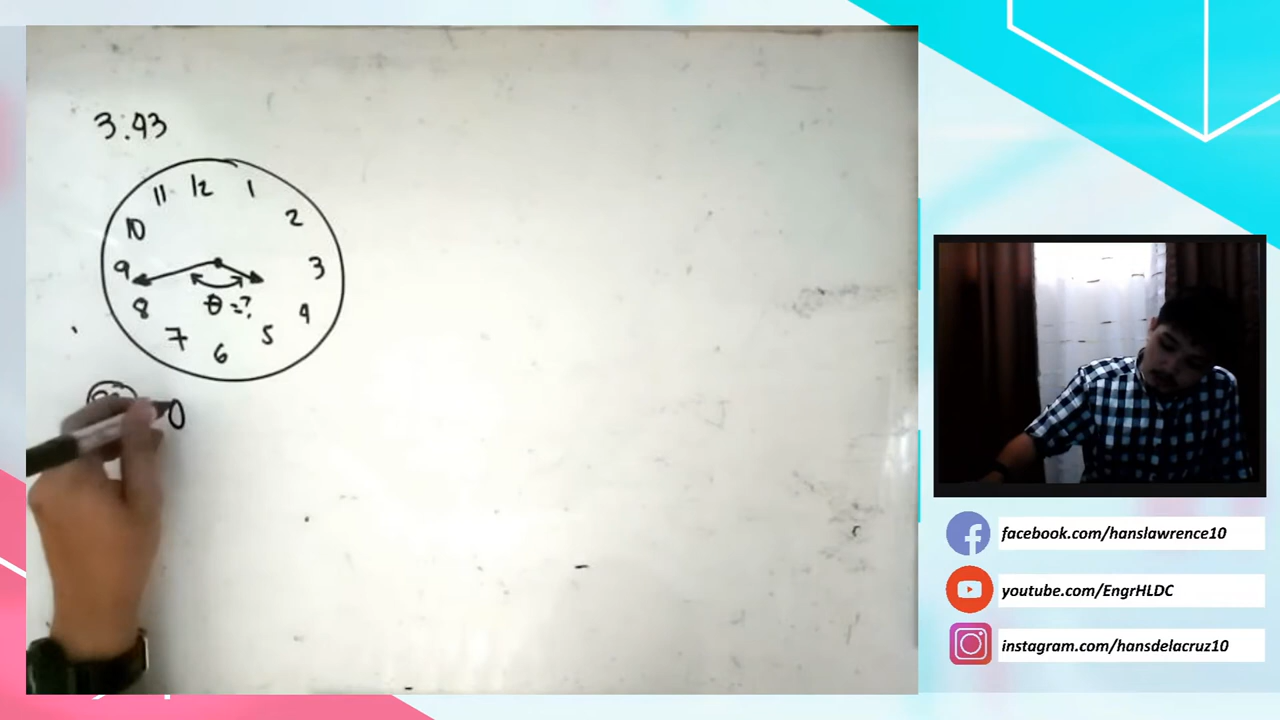 3:43
11 12 1
10 2
9 3
8 θ=? 4
7 6 5
0
facebook.com/hanslawrence10
youtube.com/EngrHLDC
instagram.com/hansdelacruz10